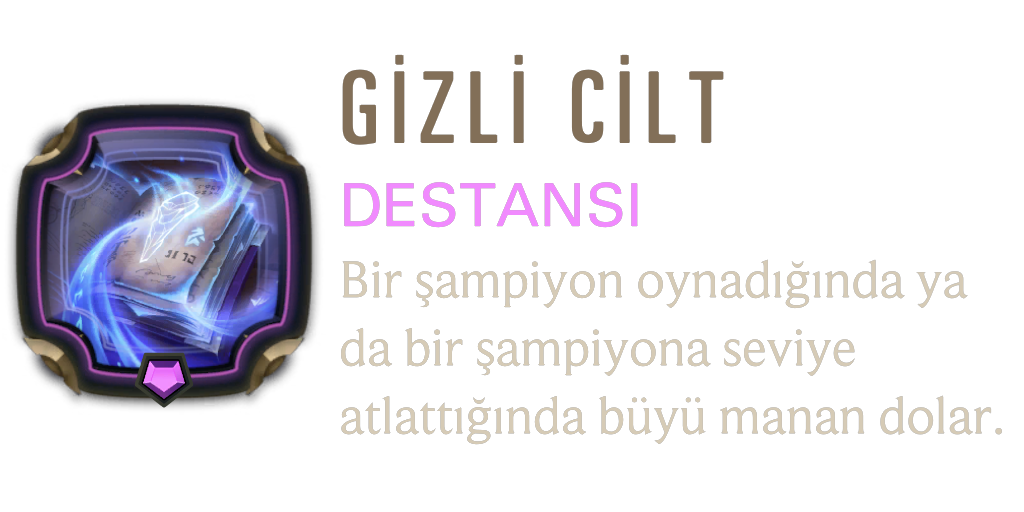 GİZLİ CİLT
DESTANSI
Bir şampiyon oynadığında ya
da bir şampiyona seviye
atlattığında büyü manan dolar.